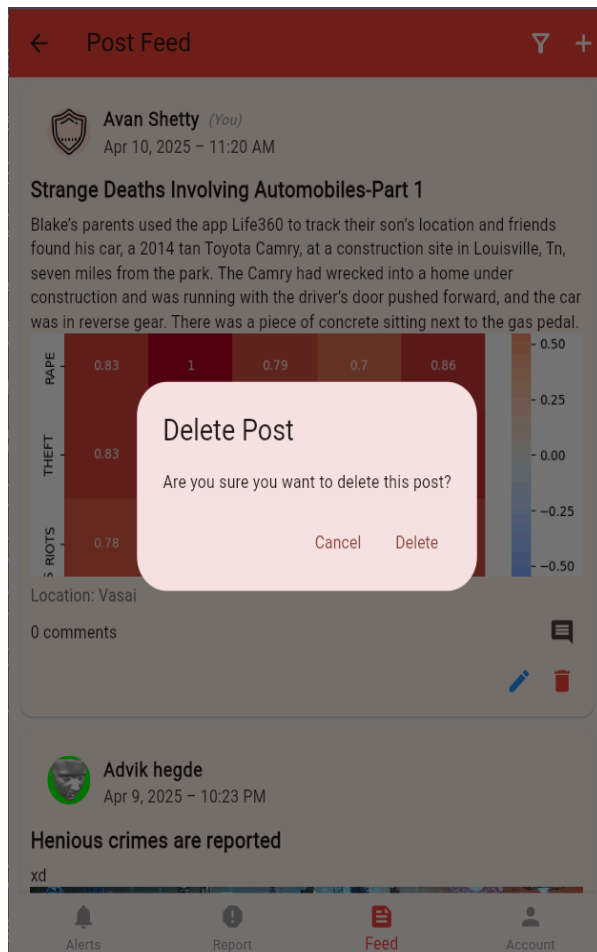 Post Feed
Avan Shetty (You)
Apr 10, 2025 – 11:20 AM
Strange Deaths Involving Automobiles-Part 1
Blake's parents used the app Life360 to track their son's location and friends
found his car, a 2014 tan Toyota Camry, at a construction site in Louisville, Tn,
seven miles from the park. The Camry had wrecked into a home under
construction and was running with the driver's door pushed forward, and the car
was in reverse gear. There was a piece of concrete sitting next to the gas pedal.
RAPE 0.83 1 0.79 0.7 0.86
THEFT 0.83
RIOTS 0.78
0.50
0.25
0.00
−0.25
−0.50
Delete Post
Are you sure you want to delete this post?
Cancel Delete
Location: Vasai
0 comments
Advik hegde
Apr 9, 2025 – 10:23 PM
Henious crimes are reported
xd
Alerts Report Feed Account